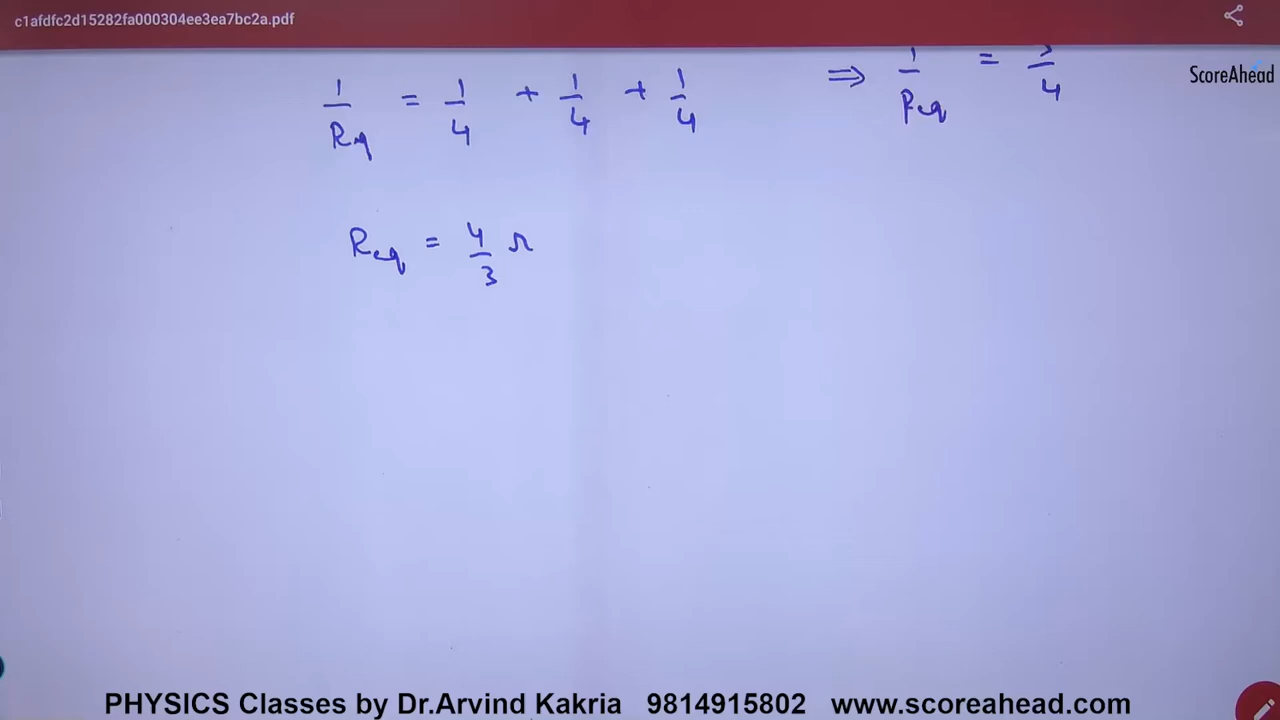 c1afdfc2d15282fa000304ee3ea7bc2a.pdf
ScoreAhead
1/Rq = 1/4 + 1/4 + 1/4 ⇒ 1/Req = 3/4
Req = 4/3 Ω
PHYSICS Classes by Dr.Arvind Kakria 9814915802 www.scoreahead.com